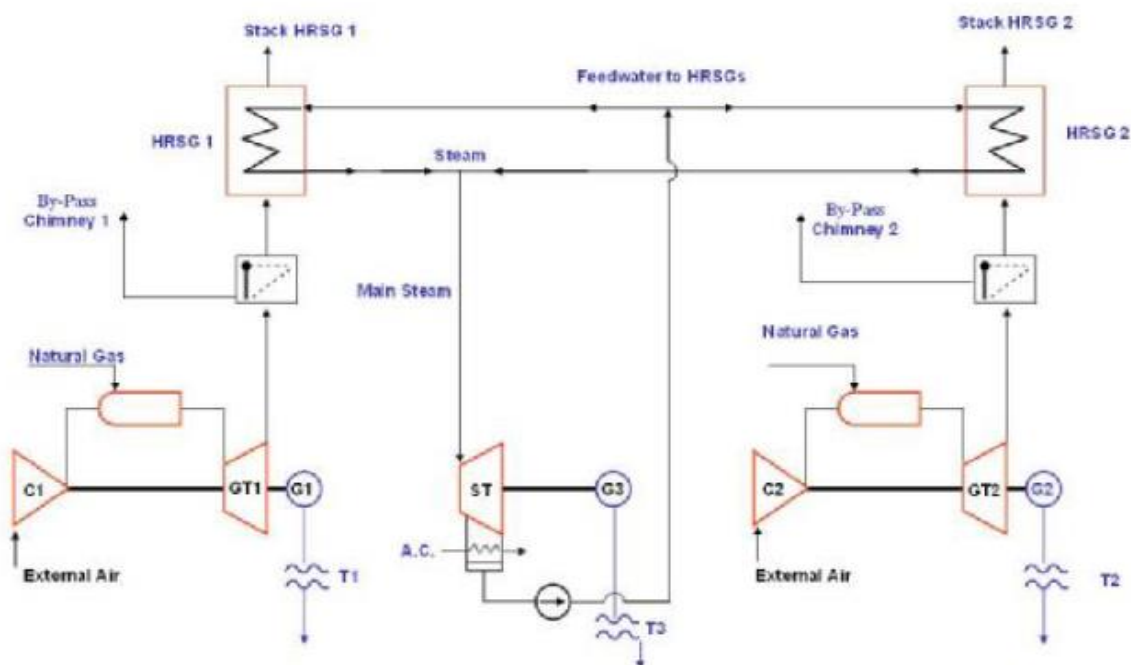 Stack HRSG 1
Stack HRSG 2
Feedwater to HRSGs
HRSG 1
HRSG 2
Steam
By-Pass
Chimney 1
By-Pass
Chimney 2
Main Steam
Natural Gas
Natural Gas
C1
GT1
G1
ST
G3
C2
GT2
G2
A.C.
External Air
T1
T3
External Air
T2